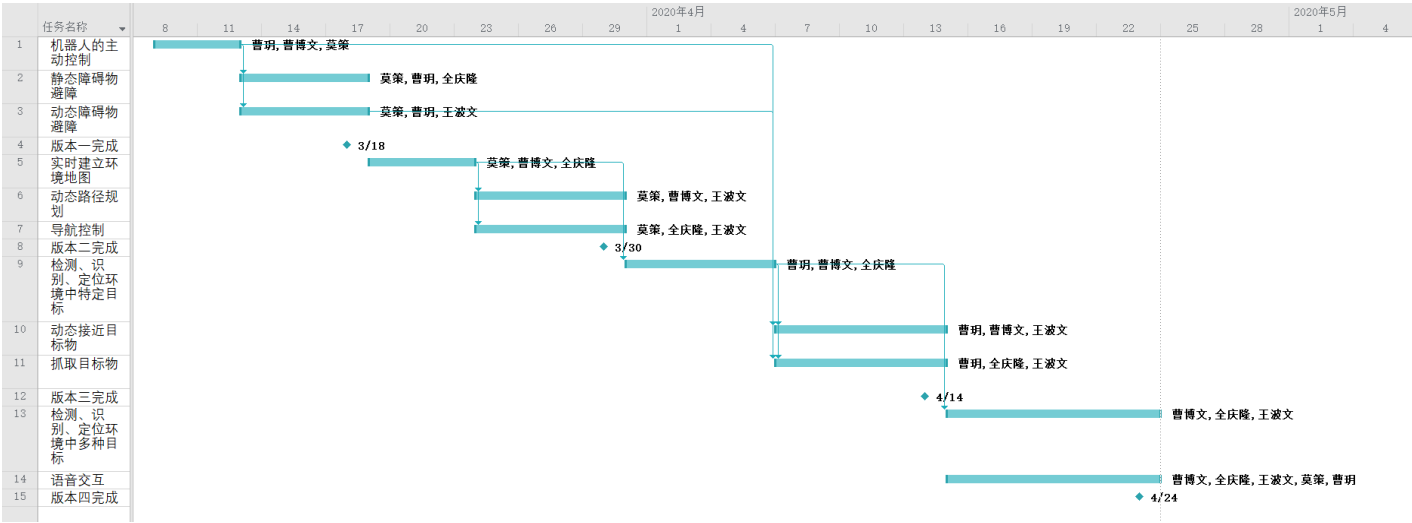 2020年4月 2020年5月
任务名称 8 11 14 17 20 23 26 29 1 4 7 10 13 16 19 22 25 28 1 4
1 机器人的主 曹玥, 曹博文, 莫策
动控制
2 静态障碍物 莫策, 曹玥, 全庆隆
避障
3 动态障碍物 莫策, 曹玥, 王波文
避障
4 版本一完成 3/18
5 实时建立环 莫策, 曹博文, 全庆隆
境地图
6 动态路径规 莫策, 曹博文, 王波文
划
7 导航控制 莫策, 全庆隆, 王波文
8 版本二完成 3/30
9 检测、识 曹玥, 曹博文, 全庆隆
别、定位环
境中特定目
标
10 动态接近目 曹玥, 曹博文, 王波文
标物
11 抓取目标物 曹玥, 全庆隆, 王波文
12 版本三完成 4/14
13 检测、识 曹博文, 全庆隆, 王波文
别、定位环
境中多种目
标
14 语音交互 曹博文, 全庆隆, 王波文, 莫策, 曹玥
15 版本四完成 4/24